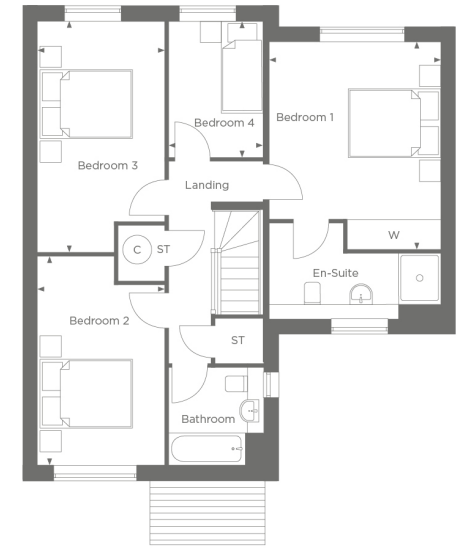 Bedroom 4
Bedroom 1
Bedroom 3
Landing
W
C
ST
En-Suite
Bedroom 2
ST
Bathroom